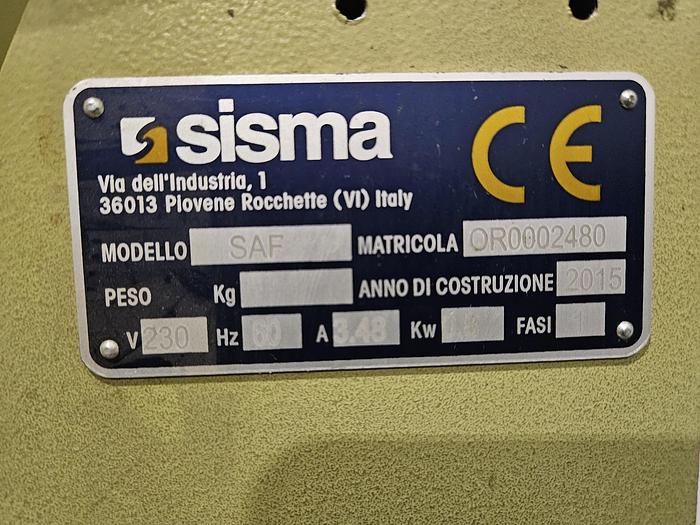 sisma CE
Via dell'Industria, 1
36013 Piovene Rocchette (VI) Italy
MODELLO SAF MATRICOLA OR0002480
PESO Kg ANNO DI COSTRUZIONE 2015
V 230 Hz 60 A 3.48 Kw FASI 1